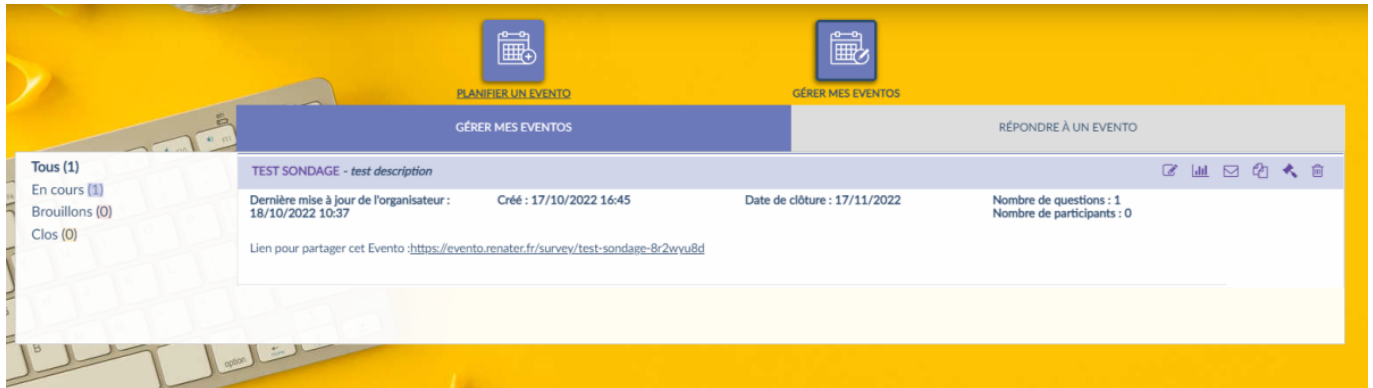 PLANIFIER UN EVENTO
GÉRER MES EVENTOS
GÉRER MES EVENTOS
RÉPONDRE À UN EVENTO
Tous (1)
En cours (1)
Brouillons (0)
Clos (0)
TEST SONDAGE - test description
Dernière mise à jour de l'organisateur :
18/10/2022 10:37
Créé : 17/10/2022 16:45
Date de clôture : 17/11/2022
Nombre de questions : 1
Nombre de participants : 0
Lien pour partager cet Evento :https://evento.renater.fr/survey/test-sondage-8r2wyu8d
option